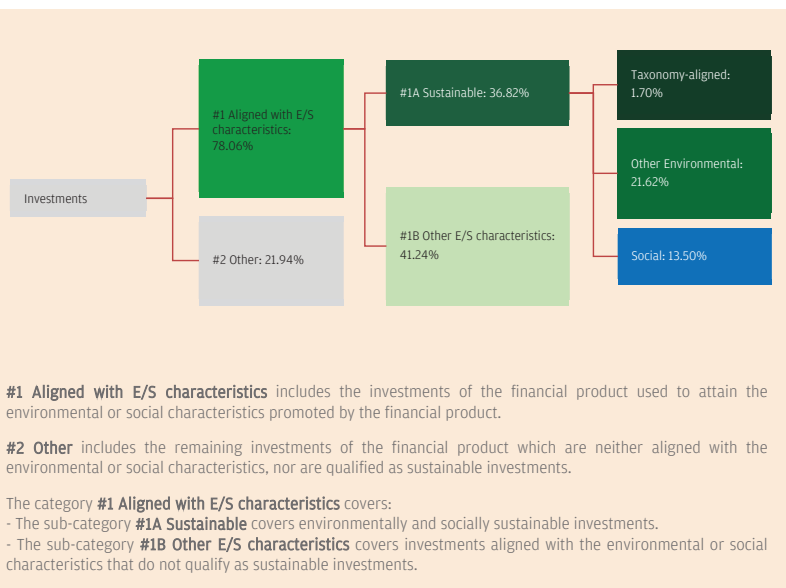 Investments
#1 Aligned with E/S
characteristics:
78.06%
#2 Other: 21.94%
#1A Sustainable: 36.82%
#1B Other E/S characteristics:
41.24%
Taxonomy-aligned:
1.70%
Other Environmental:
21.62%
Social: 13.50%
#1 Aligned with E/S characteristics includes the investments of the financial product used to attain the
environmental or social characteristics promoted by the financial product.
#2 Other includes the remaining investments of the financial product which are neither aligned with the
environmental or social characteristics, nor are qualified as sustainable investments.
The category #1 Aligned with E/S characteristics covers:
- The sub-category #1A Sustainable covers environmentally and socially sustainable investments.
- The sub-category #1B Other E/S characteristics covers investments aligned with the environmental or social
characteristics that do not qualify as sustainable investments.